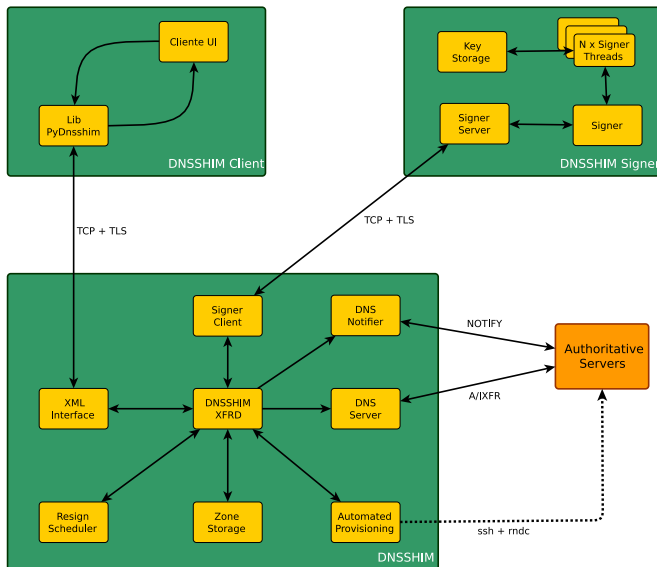 Cliente UI
Lib
PyDnsshim
DNSSHIM Client
Key
Storage
N x Signer
Threads
Signer
Server
Signer
DNSSHIM Signer
TCP + TLS
TCP + TLS
Signer
Client
DNS
Notifier
NOTIFY
Authoritative
Servers
XML
Interface
DNSSHIM
XFRD
DNS
Server
A/IXFR
Resign
Scheduler
Zone
Storage
Automated
Provisioning
ssh + rndc
DNSSHIM